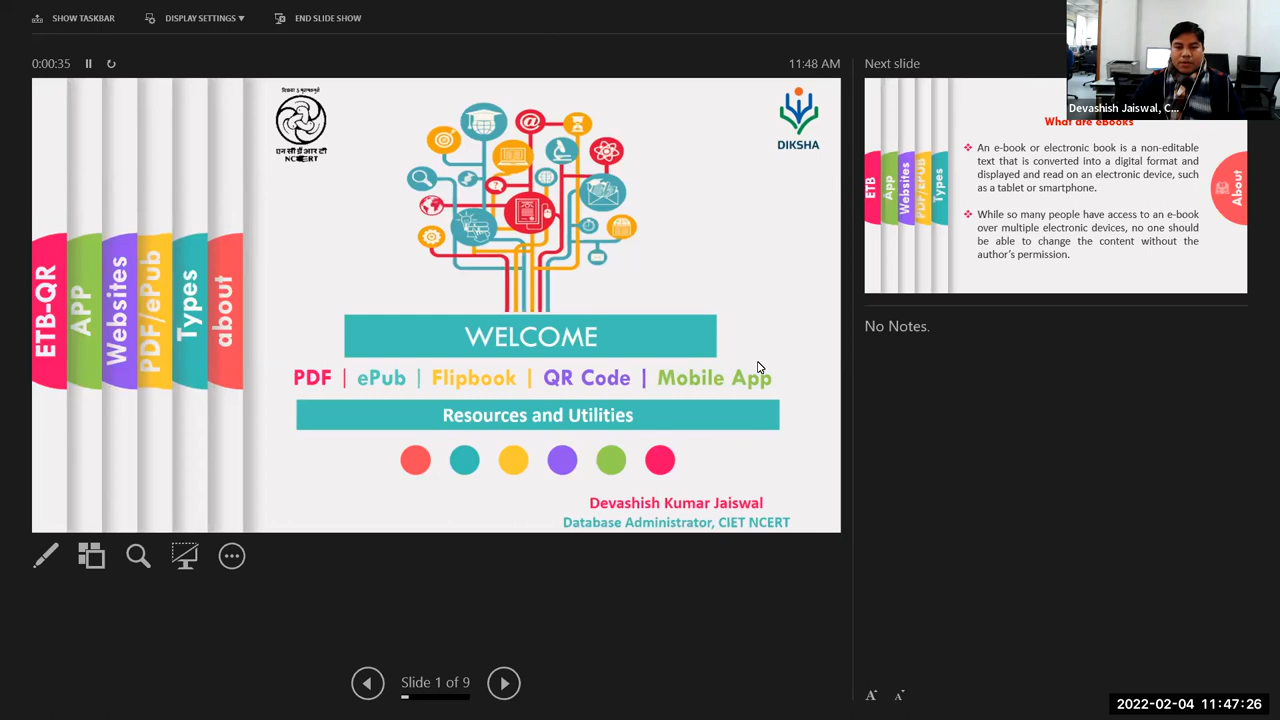 SHOW TASKBAR
DISPLAY SETTINGS ▼
END SLIDE SHOW
0:00:35
11:48 AM
एन सी ई आर टी
NCERT
DIKSHA
ETB-QR
APP
Websites
PDF/ePub
Types
about
WELCOME
PDF | ePub | Flipbook | QR Code | Mobile App
Resources and Utilities
Devashish Kumar Jaiswal
Database Administrator, CIET NCERT
Slide 1 of 9
Next slide
Devashish Jaiswal, C...
What are eBooks
ETB
App
Websites
PDF/EPUB
Types
❖ An e-book or electronic book is a non-editable
text that is converted into a digital format and
displayed and read on an electronic device, such
as a tablet or smartphone.
❖ While so many people have access to an e-book
over multiple electronic devices, no one should
be able to change the content without the
author's permission.
About
No Notes.
A A
2022-02-04 11:47:26